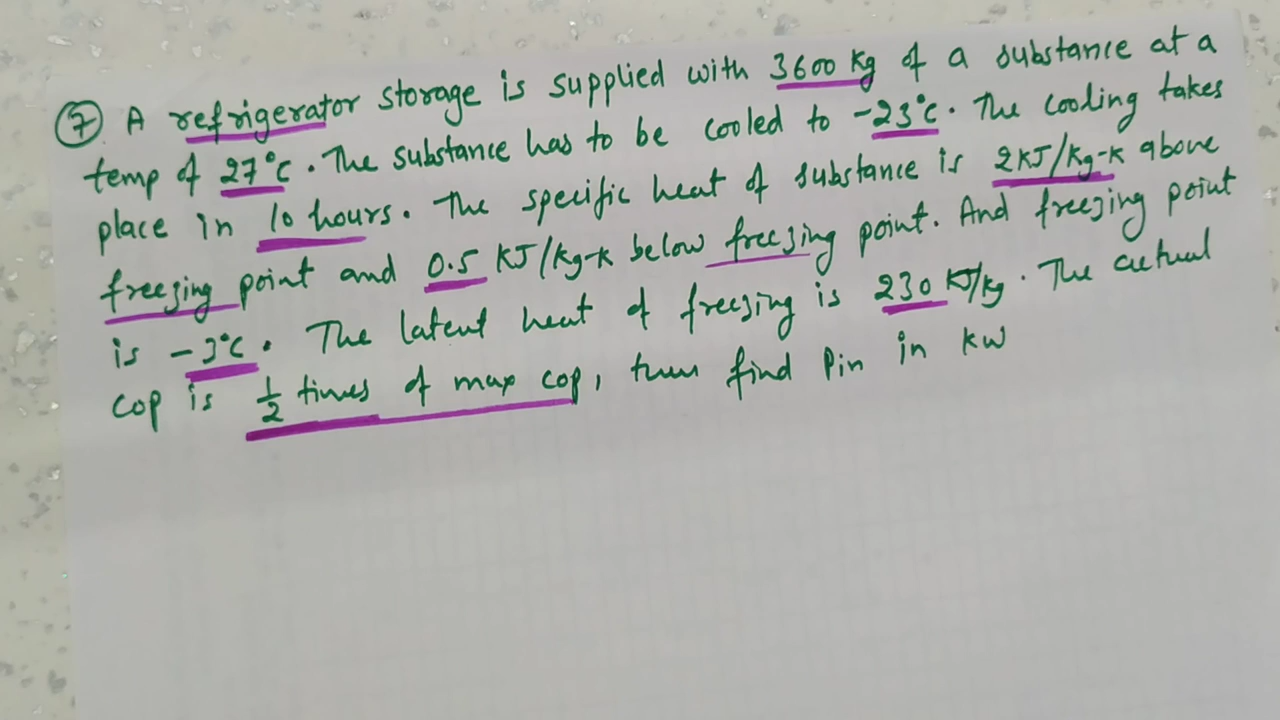 ⑦ A refrigerator storage is supplied with 3600 kg of a substance at a
temp of 27°C. The substance has to be cooled to -23°C. The cooling takes
place in 10 hours. The specific heat of substance is 2KJ/kg-K above
freezing point and 0.5 KJ/kg-K below freezing point. And freezing point
is -3°C. The latent heat of freezing is 230 KJ/kg. The actual
COP is 1/2 times of max cop, then find Pin in kw